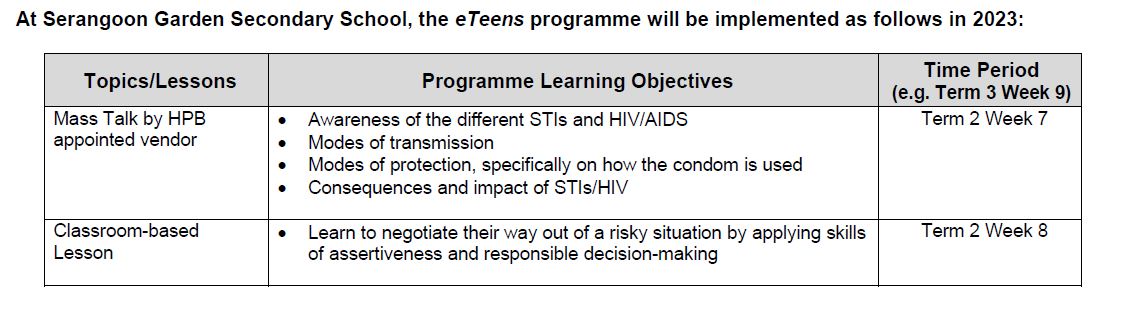 At Serangoon Garden Secondary School, the eTeens programme will be implemented as follows in 2023:
Topics/Lessons
Programme Learning Objectives
Time Period
(e.g. Term 3 Week 9)
Mass Talk by HPB
appointed vendor
• Awareness of the different STIs and HIV/AIDS
• Modes of transmission
• Modes of protection, specifically on how the condom is used
• Consequences and impact of STIs/HIV
Term 2 Week 7
Classroom-based
Lesson
• Learn to negotiate their way out of a risky situation by applying skills
of assertiveness and responsible decision-making
Term 2 Week 8